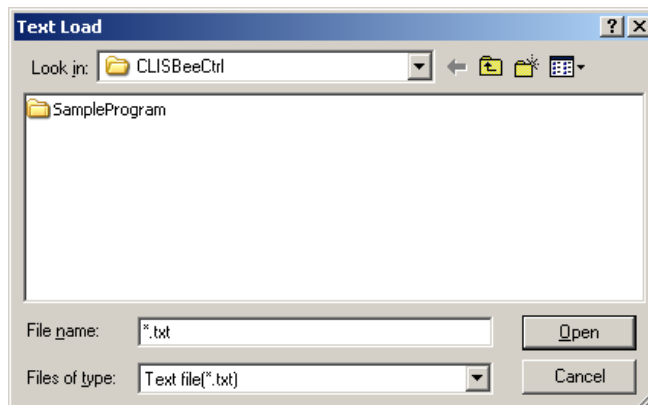 Text Load
Look in: CLISBeeCtrl
SampleProgram
File name: *.txt
Open
Files of type: Text file(*.txt)
Cancel